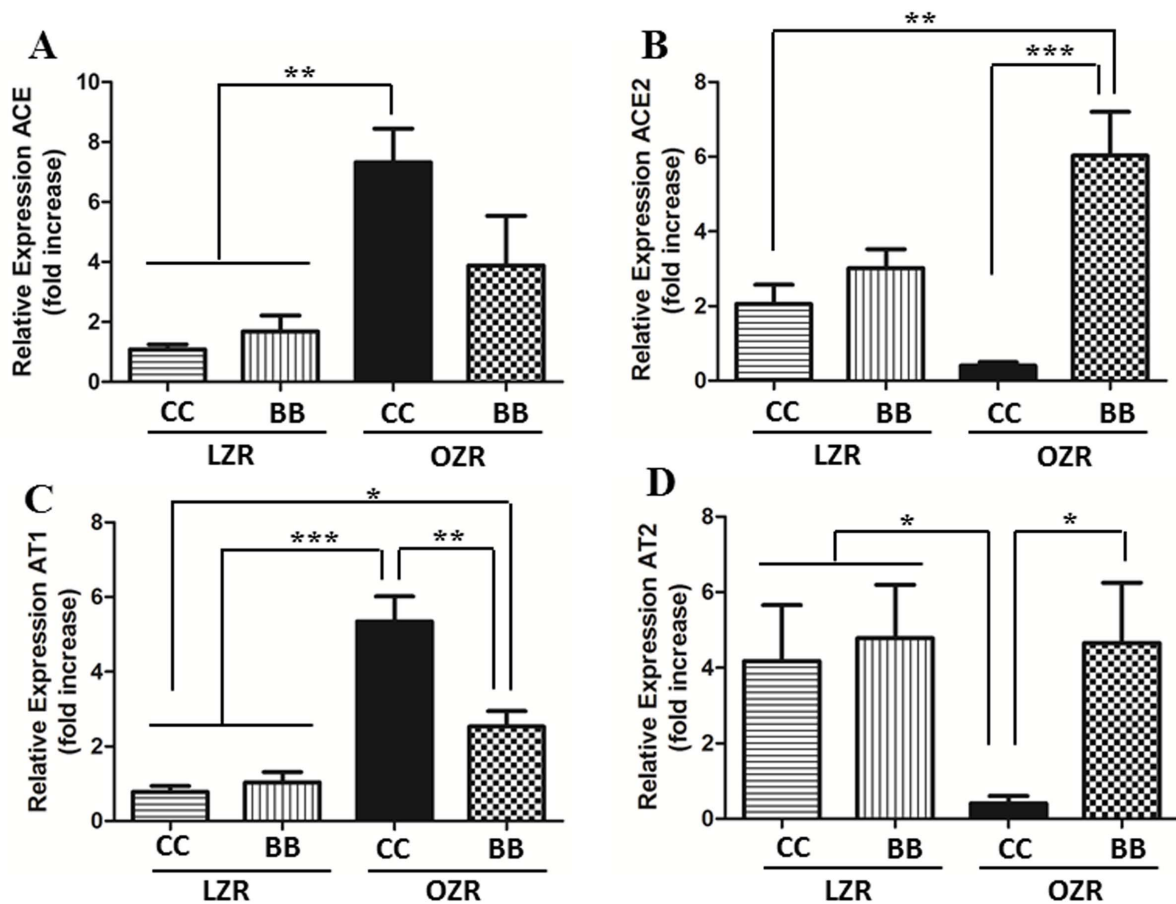 A
Relative Expression ACE
(fold increase)
10
8
6
4
2
0
**
CC BB CC BB
LZR OZR
B
Relative Expression ACE2
(fold increase)
8
6
4
2
0
**
***
CC BB CC BB
LZR OZR
C
Relative Expression AT1
(fold increase)
8
6
4
2
0
*
*** **
CC BB CC BB
LZR OZR
D
Relative Expression AT2
(fold increase)
8
6
4
2
0
* *
CC BB CC BB
LZR OZR